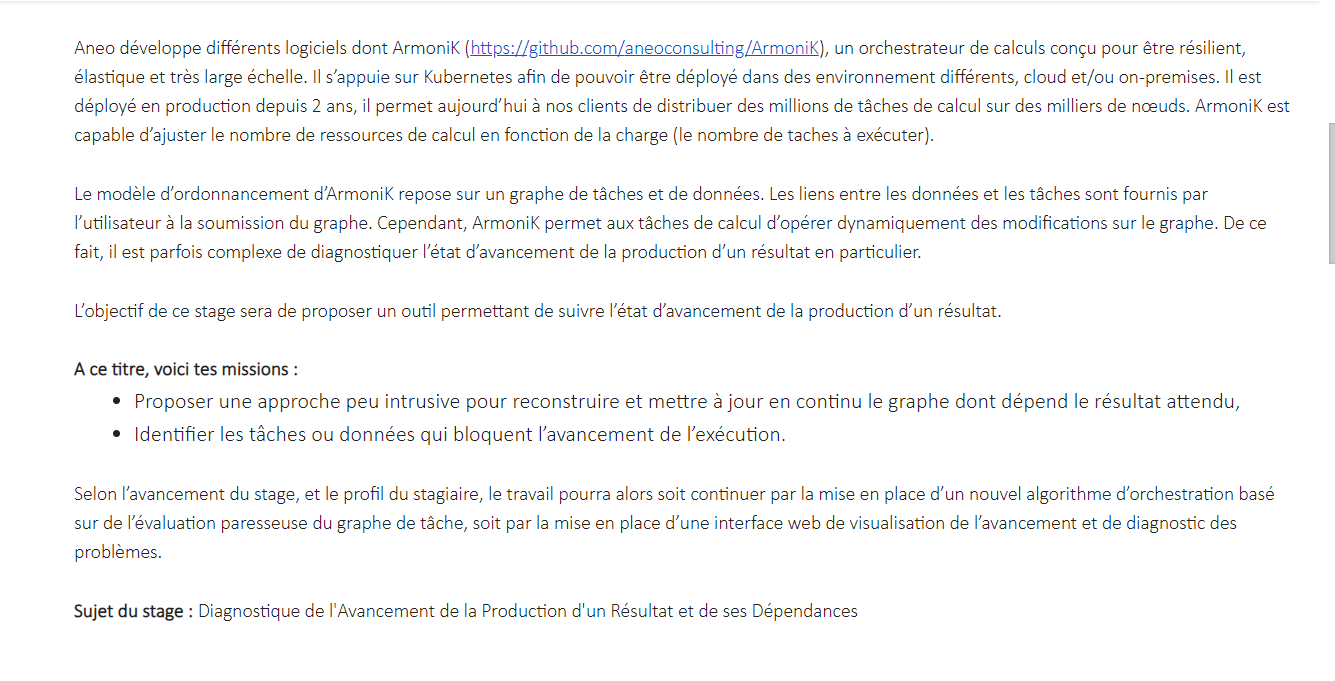 Aneo développe différents logiciels dont ArmoniK (https://github.com/aneoconsulting/ArmoniK), un orchestrateur de calculs conçu pour être résilient,
élastique et très large échelle. Il s’appuie sur Kubernetes afin de pouvoir être déployé dans des environnement différents, cloud et/ou on-premises. Il est
déployé en production depuis 2 ans, il permet aujourd’hui à nos clients de distribuer des millions de tâches de calcul sur des milliers de nœuds. ArmoniK est
capable d’ajuster le nombre de ressources de calcul en fonction de la charge (le nombre de taches à exécuter).
Le modèle d’ordonnancement d’ArmoniK repose sur un graphe de tâches et de données. Les liens entre les données et les tâches sont fournis par
l’utilisateur à la soumission du graphe. Cependant, ArmoniK permet aux tâches de calcul d’opérer dynamiquement des modifications sur le graphe. De ce
fait, il est parfois complexe de diagnostiquer l’état d’avancement de la production d’un résultat en particulier.
L’objectif de ce stage sera de proposer un outil permettant de suivre l’état d’avancement de la production d’un résultat.
A ce titre, voici tes missions :
• Proposer une approche peu intrusive pour reconstruire et mettre à jour en continu le graphe dont dépend le résultat attendu,
• Identifier les tâches ou données qui bloquent l’avancement de l’exécution.
Selon l’avancement du stage, et le profil du stagiaire, le travail pourra alors soit continuer par la mise en place d’un nouvel algorithme d’orchestration basé
sur de l’évaluation paresseuse du graphe de tâche, soit par la mise en place d’une interface web de visualisation de l’avancement et de diagnostic des
problèmes.
Sujet du stage : Diagnostique de l'Avancement de la Production d'un Résultat et de ses Dépendances